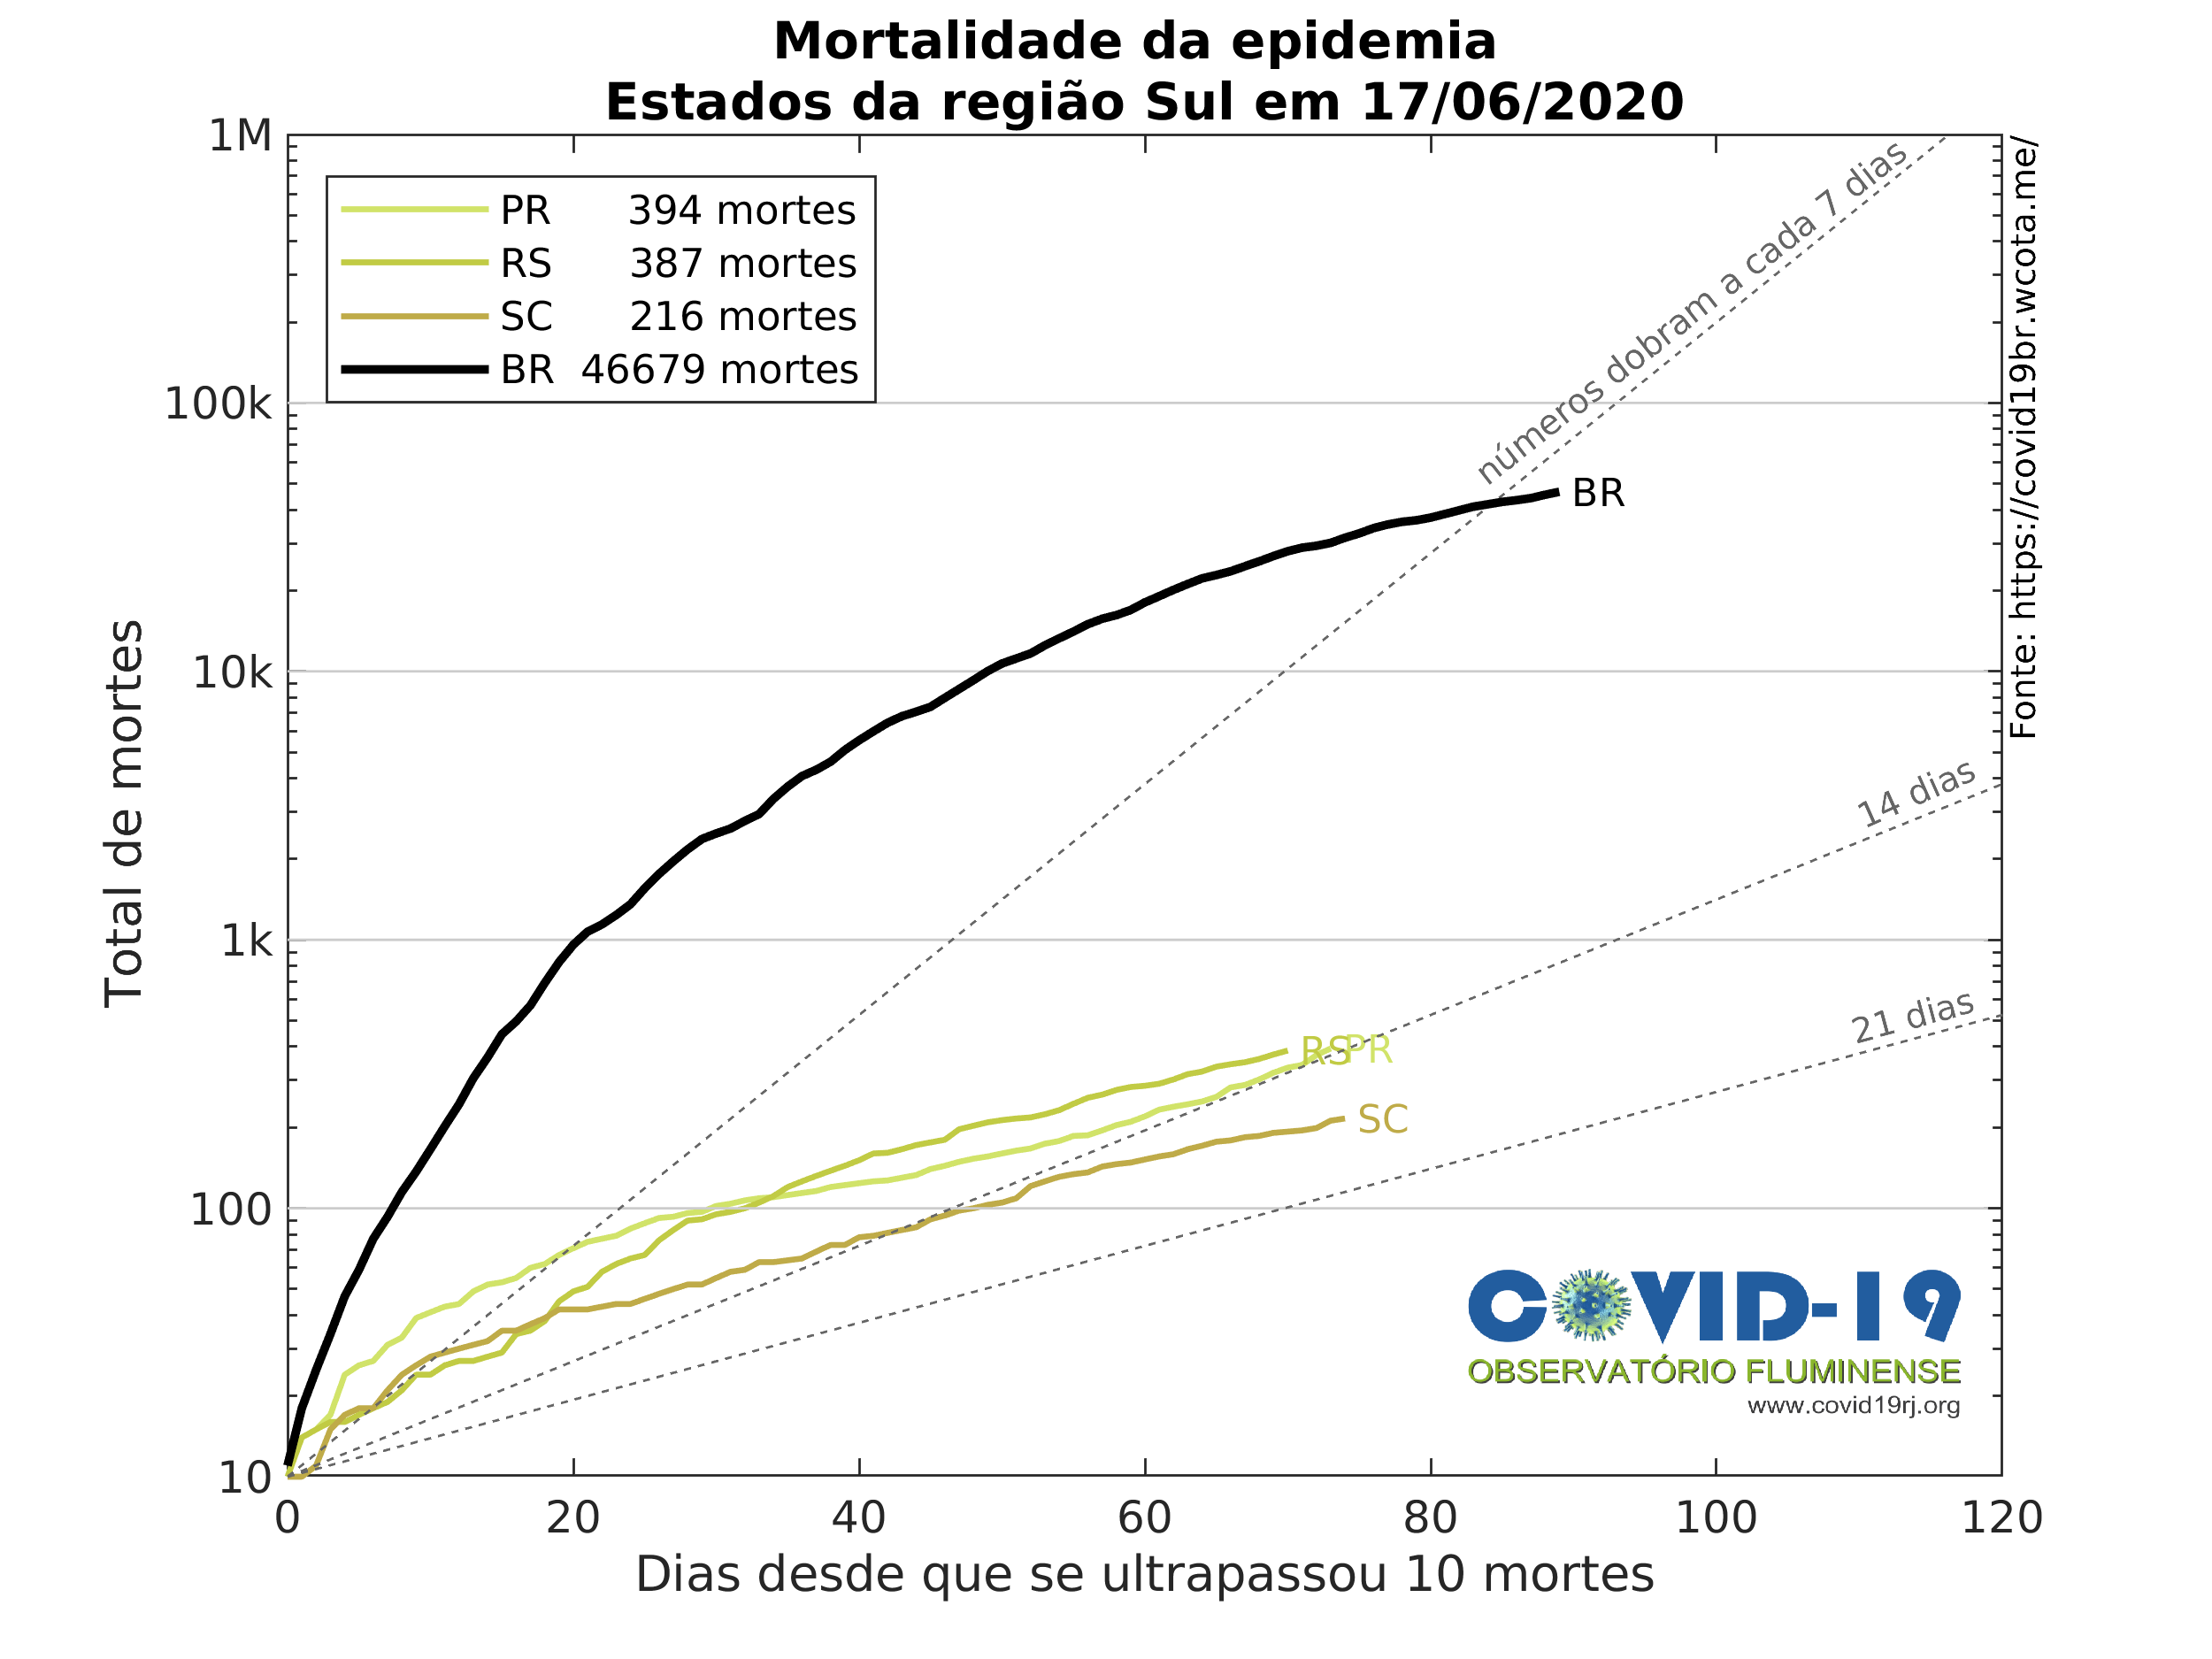 Mortalidade da epidemia
Estados da região Sul em 17/06/2020
1M
100k
10k
1k
100
10
Total de mortes
PR 394 mortes
RS 387 mortes
SC 216 mortes
BR 46679 mortes
números dobram a cada 7 dias
BR
14 dias
21 dias
RS
PR
SC
Fonte: https://covid19br.wcota.me/
COVID-19
OBSERVATÓRIO FLUMINENSE
www.covid19rj.org
0 20 40 60 80 100 120
Dias desde que se ultrapassou 10 mortes